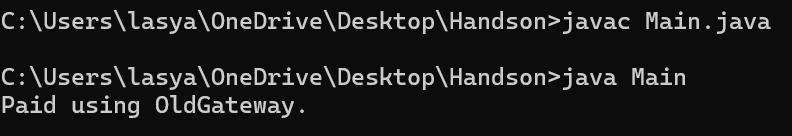 C:\Users\lasya\OneDrive\Desktop\Handson>javac Main.java
C:\Users\lasya\OneDrive\Desktop\Handson>java Main
Paid using OldGateway.